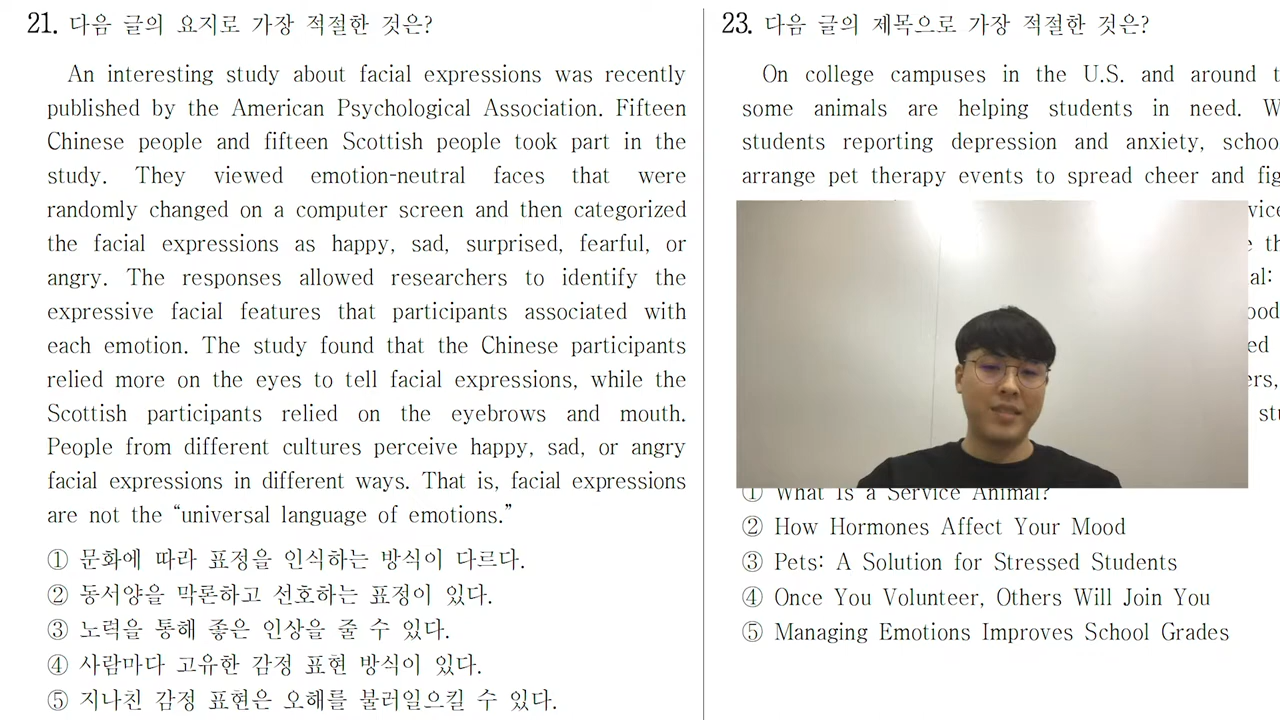 21. 다음 글의 요지로 가장 적절한 것은?
An interesting study about facial expressions was recently
published by the American Psychological Association. Fifteen
Chinese people and fifteen Scottish people took part in the
study. They viewed emotion-neutral faces that were
randomly changed on a computer screen and then categorized
the facial expressions as happy, sad, surprised, fearful, or
angry. The responses allowed researchers to identify the
expressive facial features that participants associated with
each emotion. The study found that the Chinese participants
relied more on the eyes to tell facial expressions, while the
Scottish participants relied on the eyebrows and mouth.
People from different cultures perceive happy, sad, or angry
facial expressions in different ways. That is, facial expressions
are not the “universal language of emotions.”
① 문화에 따라 표정을 인식하는 방식이 다르다.
② 동서양을 막론하고 선호하는 표정이 있다.
③ 노력을 통해 좋은 인상을 줄 수 있다.
④ 사람마다 고유한 감정 표현 방식이 있다.
⑤ 지나친 감정 표현은 오해를 불러일으킬 수 있다.
23. 다음 글의 제목으로 가장 적절한 것은?
On college campuses in the U.S. and around
some animals are helping students in need.
students reporting depression and anxiety,
arrange pet therapy events to spread cheer and
① What Is a Service Animal?
② How Hormones Affect Your Mood
③ Pets: A Solution for Stressed Students
④ Once You Volunteer, Others Will Join You
⑤ Managing Emotions Improves School Grades